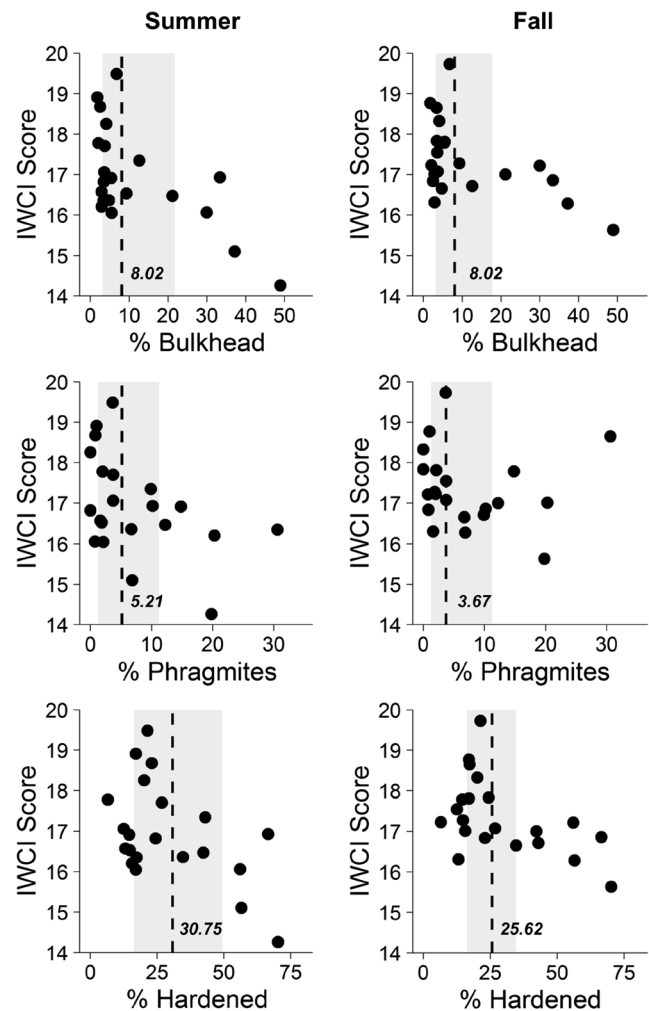 Summer Fall
20 20
19 19
18 18
17 17
16 16
15 15
14 14
IWCI Score IWCI Score
8.02 8.02
0 10 20 30 40 50 0 10 20 30 40 50
% Bulkhead % Bulkhead
20 20
19 19
18 18
17 17
16 16
15 15
14 14
IWCI Score IWCI Score
5.21 3.67
0 10 20 30 0 10 20 30
% Phragmites % Phragmites
20 20
19 19
18 18
17 17
16 16
15 15
14 14
IWCI Score IWCI Score
30.75 25.62
0 25 50 75 0 25 50 75
% Hardened % Hardened